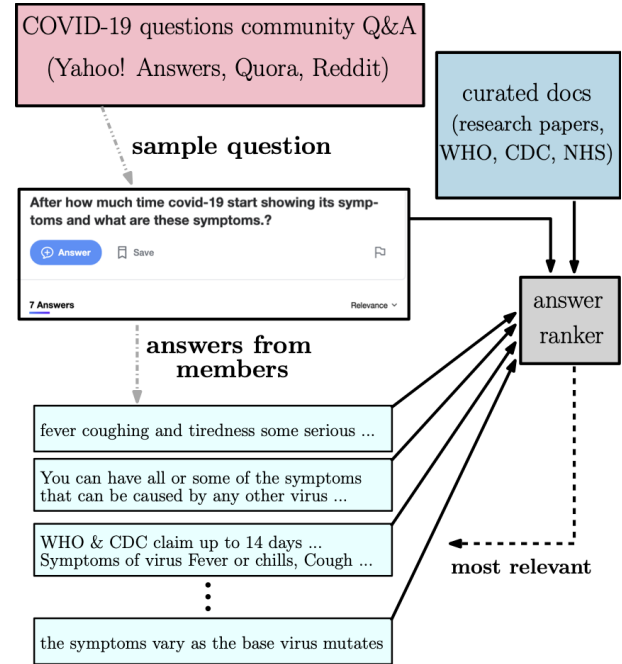 COVID-19 questions community Q&A
(Yahoo! Answers, Quora, Reddit)
curated docs
(research papers,
WHO, CDC, NHS)
sample question
After how much time covid-19 start showing its symp-
toms and what are these symptoms.?
Answer
Save
7 Answers
Relevance
answer
ranker
answers from
members
fever coughing and tiredness some serious ...
You can have all or some of the symptoms
that can be caused by any other virus ...
WHO & CDC claim up to 14 days ...
Symptoms of virus Fever or chills, Cough ...
most relevant
the symptoms vary as the base virus mutates